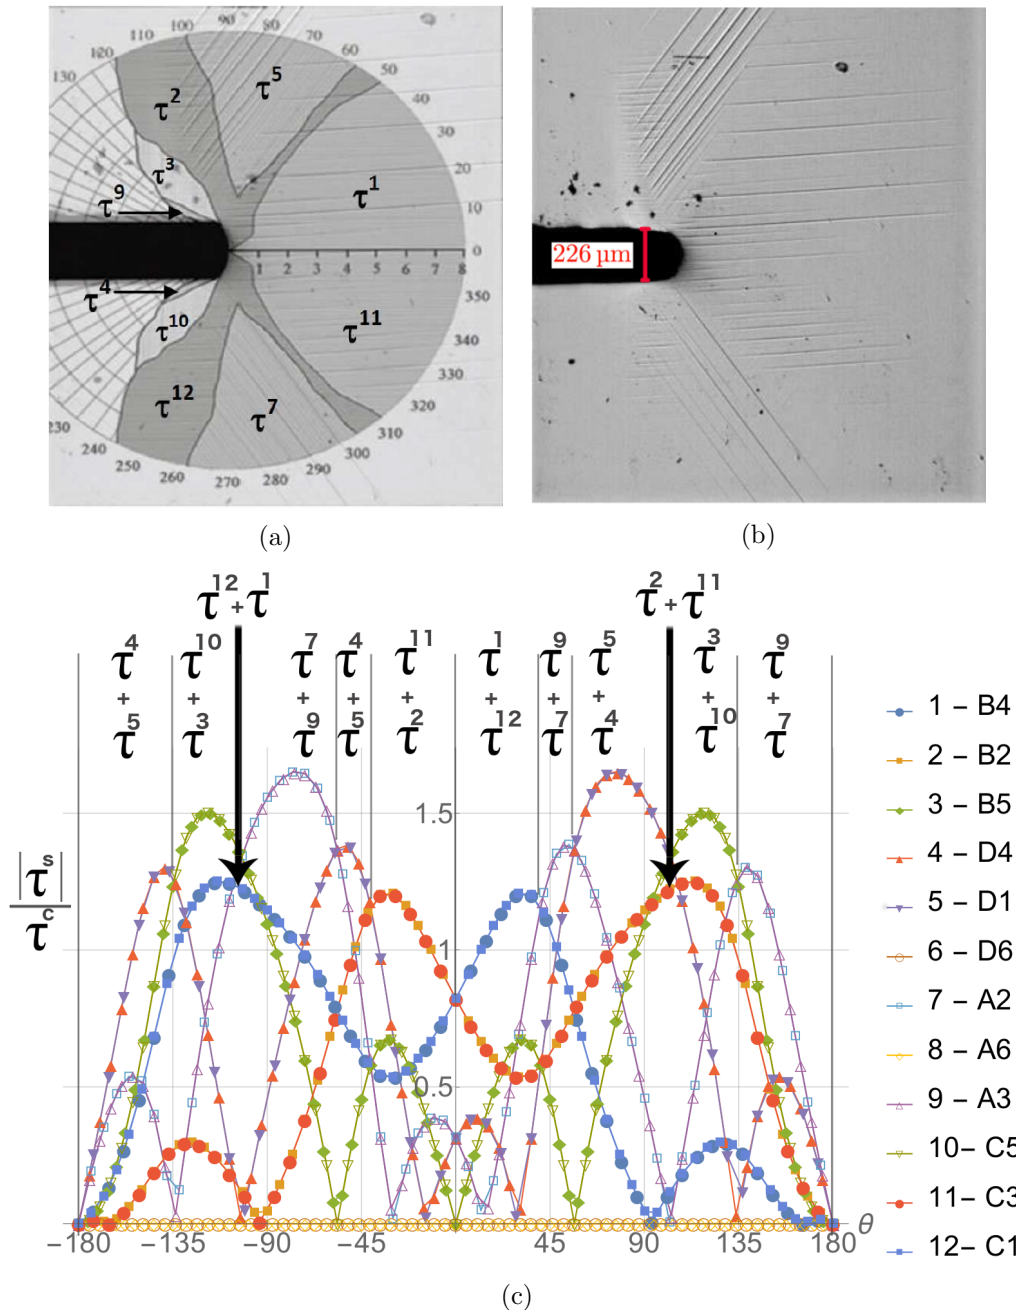 110 100 90 80 70 60
120 50
130 40
30
20
10
0
1 2 3 4 5 6 7 8
350
340
330
320
310
300
290
280
270
260
250
240
230
τ2
τ5
τ3
τ9
τ1
τ4
τ10
τ11
τ12
τ7
226 µm
(a)
(b)
τ12 + τ1
τ2 + τ11
τ4 + τ5
τ10 + τ3
τ7 + τ9
τ4 + τ5
τ11 + τ2
τ1 + τ12
τ9 + τ7
τ5 + τ4
τ3 + τ10
τ9 + τ7
|τs|
τc
1.5
1
0.5
−180 −135 −90 −45 45 90 135 180
θ
1 − B4
2 − B2
3 − B5
4 − D4
5 − D1
6 − D6
7 − A2
8 − A6
9 − A3
10− C5
11 − C3
12− C1
(c)